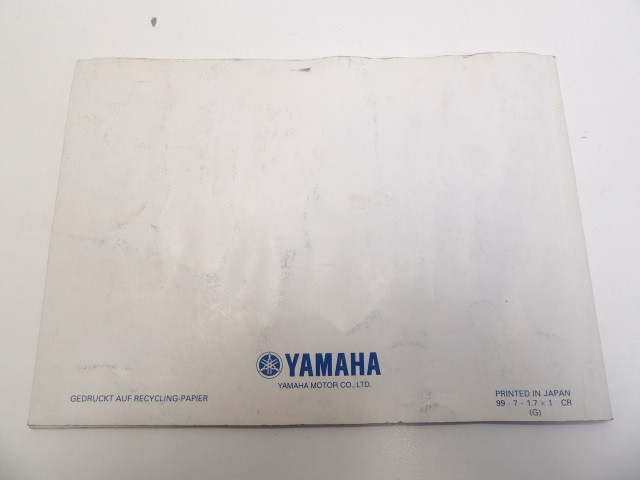 YAMAHA
YAMAHA MOTOR CO., LTD.
GEDRUCKT AUF RECYCLING-PAPIER
PRINTED IN JAPAN
99 · 7 - 1.7 × 1 CR
(G)